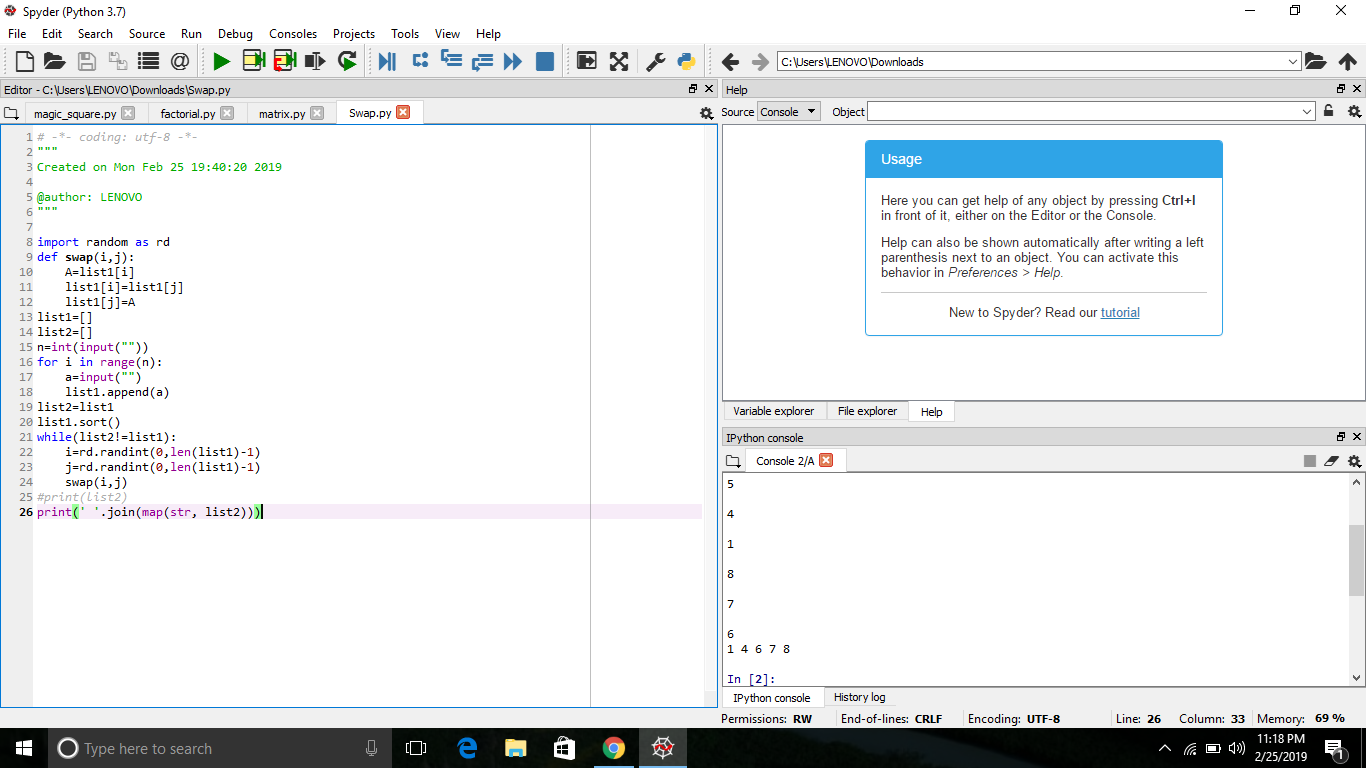 Spyder (Python 3.7)
File Edit Search Source Run Debug Consoles Projects Tools View Help
C:\Users\LENOVO\Downloads
Editor - C:\Users\LENOVO\Downloads\Swap.py
magic_square.py factorial.py matrix.py Swap.py
1 # -*- coding: utf-8 -*-
2 """
3 Created on Mon Feb 25 19:40:20 2019
4
5 @author: LENOVO
6 """
7
8 import random as rd
9 def swap(i,j):
10     A=list1[i]
11     list1[i]=list1[j]
12     list1[j]=A
13 list1=[]
14 list2=[]
15 n=int(input(""))
16 for i in range(n):
17     a=input("")
18     list1.append(a)
19 list2=list1
20 list1.sort()
21 while(list2!=list1):
22     i=rd.randint(0,len(list1)-1)
23     j=rd.randint(0,len(list1)-1)
24     swap(i,j)
25 #print(list2)
26 print(' '.join(map(str, list2)))
Help
Source Console Object
Usage
Here you can get help of any object by pressing Ctrl+I
in front of it, either on the Editor or the Console.
Help can also be shown automatically after writing a left
parenthesis next to an object. You can activate this
behavior in Preferences > Help.
New to Spyder? Read our tutorial
Variable explorer File explorer Help
IPython console
Console 2/A
5
4
1
8
7
6
1 4 6 7 8
In [2]:
IPython console History log
Permissions: RW End-of-lines: CRLF Encoding: UTF-8 Line: 26 Column: 33 Memory: 69 %
Type here to search
11:18 PM
2/25/2019
1